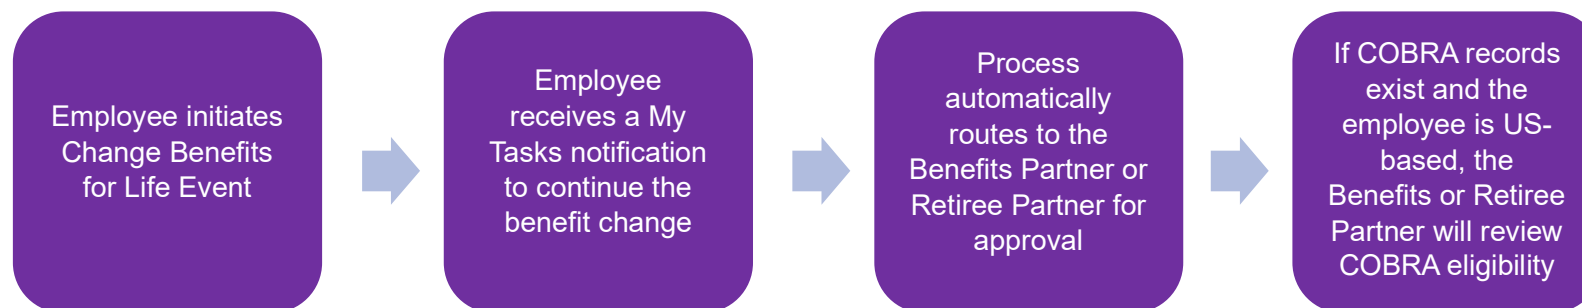 Employee initiates
Change Benefits
for Life Event
Employee
receives a My
Tasks notification
to continue the
benefit change
Process
automatically
routes to the
Benefits Partner or
Retiree Partner for
approval
If COBRA records
exist and the
employee is US-
based, the
Benefits or Retiree
Partner will review
COBRA eligibility